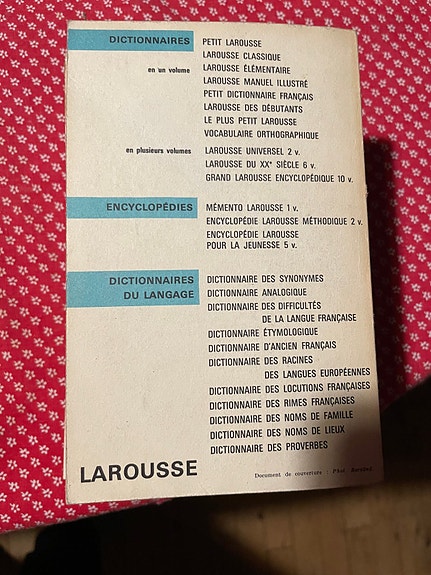 DICTIONNAIRES
PETIT LAROUSSE
LAROUSSE CLASSIQUE
en un volume
LAROUSSE ÉLÉMENTAIRE
LAROUSSE MANUEL ILLUSTRÉ
PETIT DICTIONNAIRE FRANÇAIS
LAROUSSE DES DÉBUTANTS
LE PLUS PETIT LAROUSSE
VOCABULAIRE ORTHOGRAPHIQUE
en plusieurs volumes
LAROUSSE UNIVERSEL 2 v.
LAROUSSE DU XXe SIÈCLE 6 v.
GRAND LAROUSSE ENCYCLOPÉDIQUE 10 v.
ENCYCLOPÉDIES
MÉMENTO LAROUSSE 1 v.
ENCYCLOPÉDIE LAROUSSE MÉTHODIQUE 2 v.
ENCYCLOPÉDIE LAROUSSE
POUR LA JEUNESSE 5 v.
DICTIONNAIRES
DU LANGAGE
DICTIONNAIRE DES SYNONYMES
DICTIONNAIRE ANALOGIQUE
DICTIONNAIRE DES DIFFICULTÉS
DE LA LANGUE FRANÇAISE
DICTIONNAIRE ÉTYMOLOGIQUE
DICTIONNAIRE D'ANCIEN FRANÇAIS
DICTIONNAIRE DES RACINES
DES LANGUES EUROPÉENNES
DICTIONNAIRE DES LOCUTIONS FRANÇAISES
DICTIONNAIRE DES RIMES FRANÇAISES
DICTIONNAIRE DES NOMS DE FAMILLE
DICTIONNAIRE DES NOMS DE LIEUX
DICTIONNAIRE DES PROVERBES
LAROUSSE
Document de couverture :